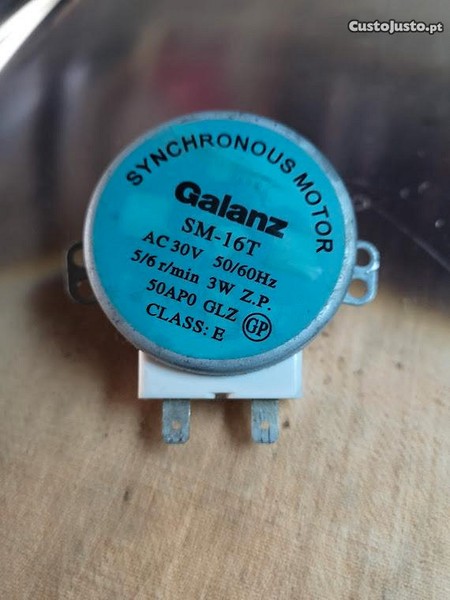 CustoJusto.pt
SYNCHRONOUS MOTOR
Galanz
SM-16T
AC 30V 50/60Hz
5/6 r/min 3W Z.P.
50AP0 GLZ GP
CLASS: E